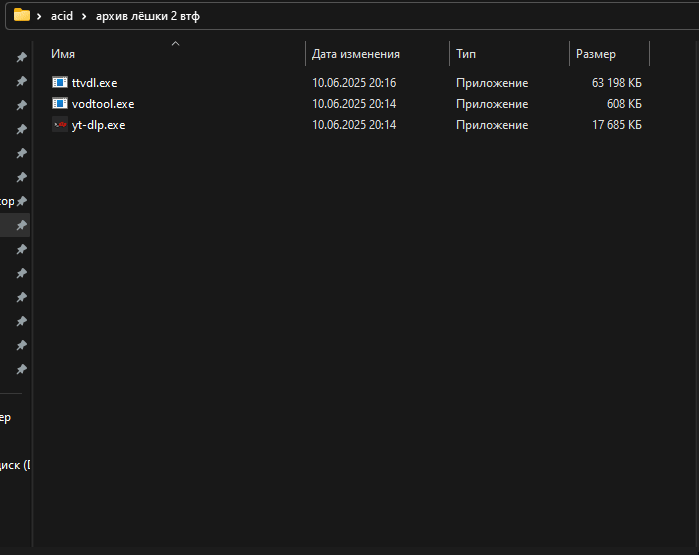 acid > архив лёшки 2 втф
Имя Дата изменения Тип Размер
ttvdl.exe 10.06.2025 20:16 Приложение 63 198 КБ
vodtool.exe 10.06.2025 20:14 Приложение 608 КБ
yt-dlp.exe 10.06.2025 20:14 Приложение 17 685 КБ
тор
ер
диск (